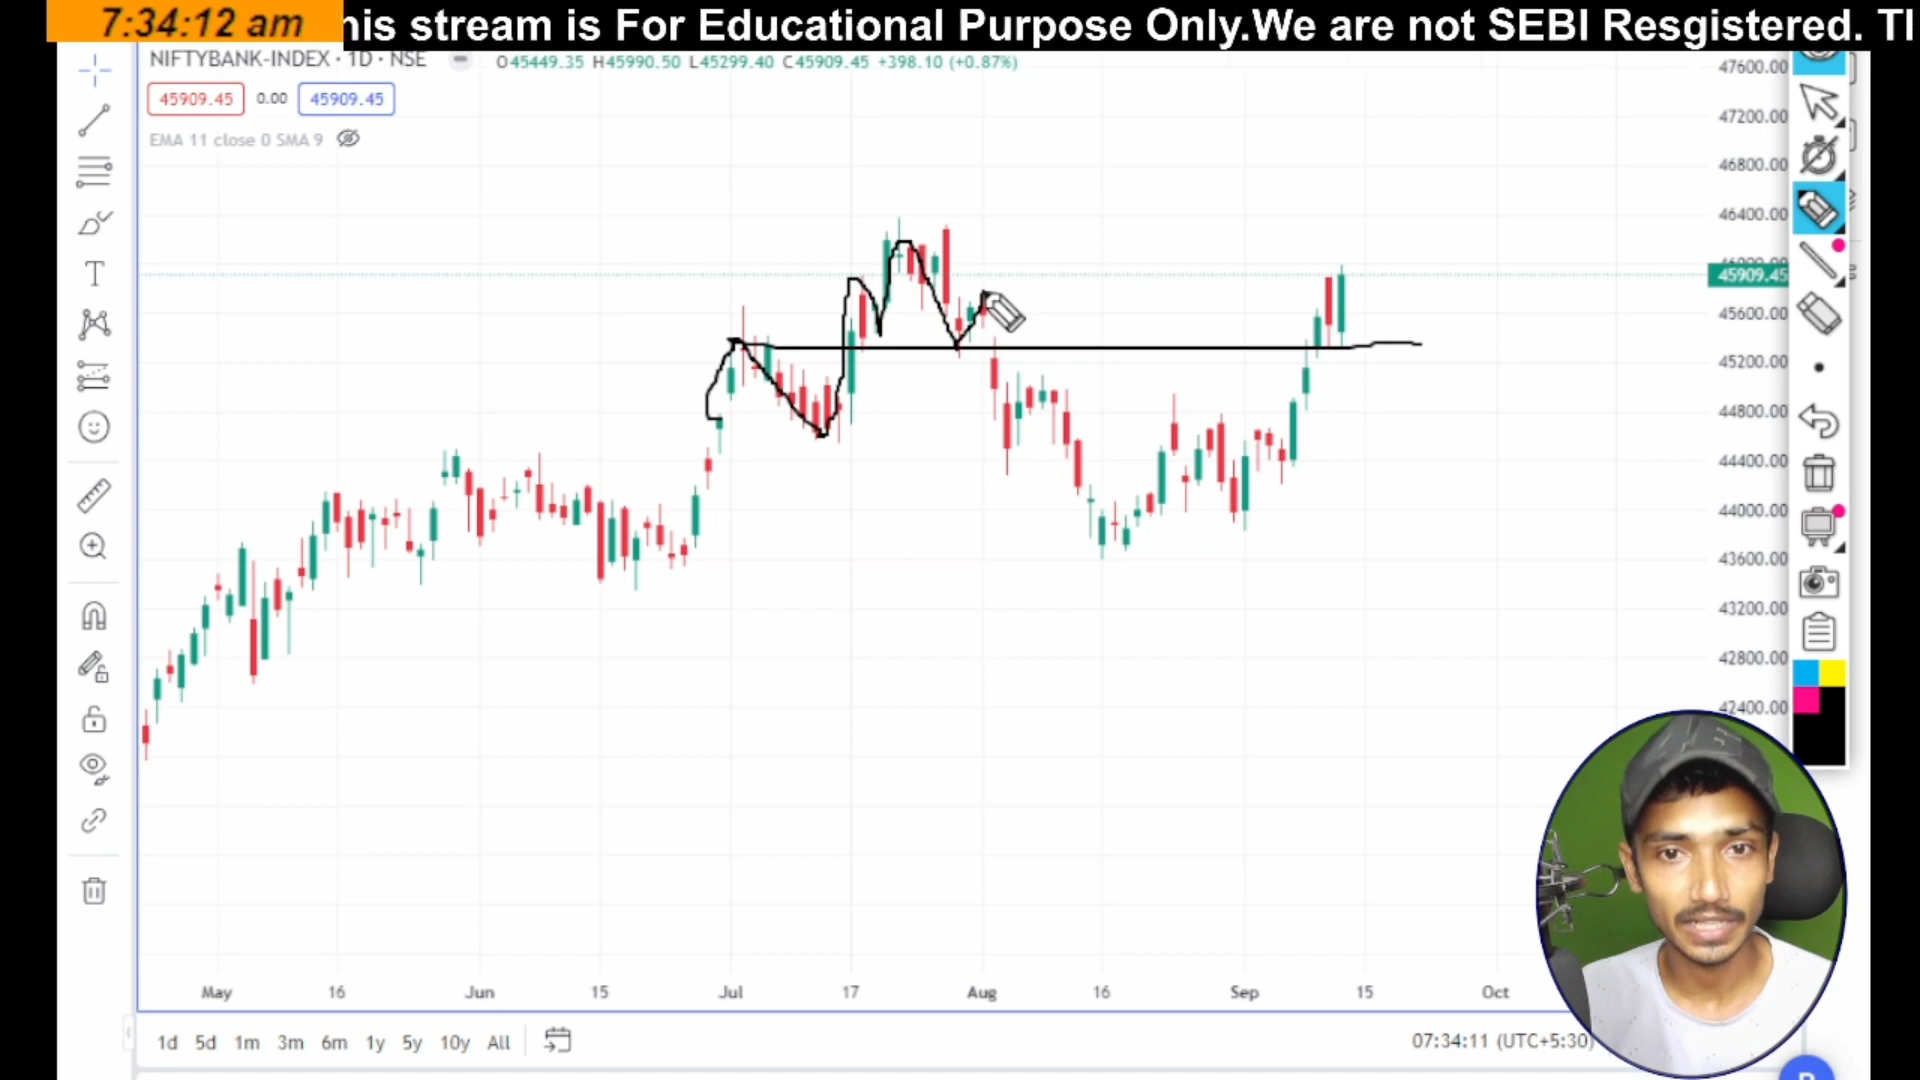 7:34:12 am
his stream is For Educational Purpose Only.We are not SEBI Resgistered. Tl
NIFTYBANK-INDEX · 1D · NSE
O45449.35 H45990.50 L45299.40 C45909.45 +398.10 (+0.87%)
45909.45 0.00 45909.45
EMA 11 close 0 SMA 9
47600.00
47200.00
46800.00
46400.00
46000.00
45909.45
45600.00
45200.00
44800.00
44400.00
44000.00
43600.00
43200.00
42800.00
42400.00
May 16 Jun 15 Jul 17 Aug 16 Sep 15 Oct
1d 5d 1m 3m 6m 1y 5y 10y All
07:34:11 (UTC+5:30)